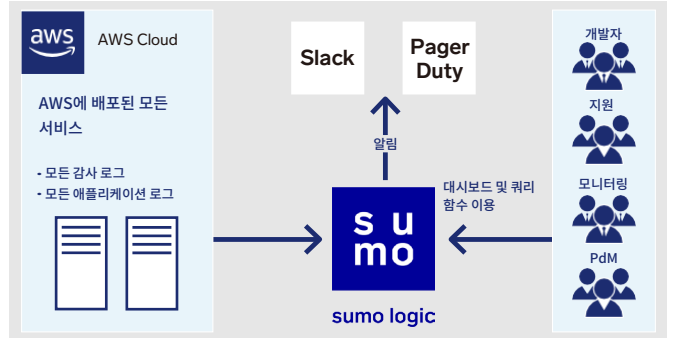 aws
AWS Cloud
AWS에 배포된 모든
서비스
- 모든 감사 로그
- 모든 애플리케이션 로그
Slack
Pager
Duty
알림
su
mo
sumo logic
대시보드 및 쿼리
함수 이용
개발자
지원
모니터링
PdM